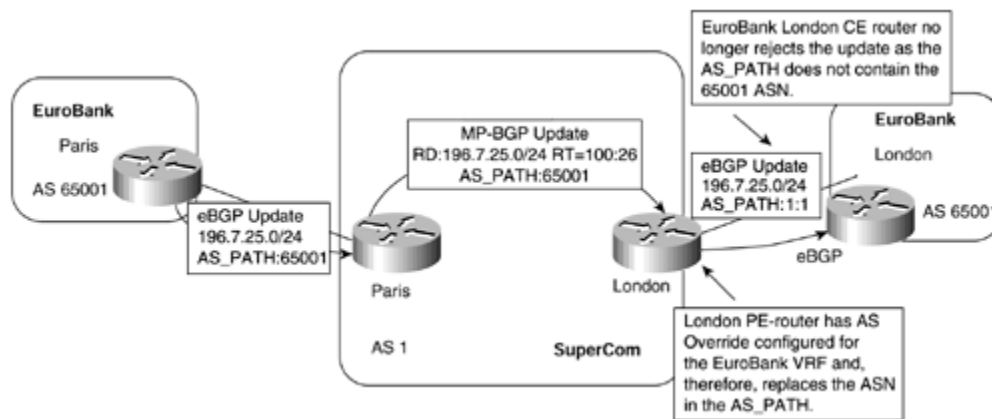 EuroBank
Paris
AS 65001
eBGP Update
196.7.25.0/24
AS_PATH:65001
MP-BGP Update
RD:196.7.25.0/24 RT=100:26
AS_PATH:65001
Paris
AS 1
London
SuperCom
EuroBank London CE router no
longer rejects the update as the
AS_PATH does not contain the
65001 ASN.
eBGP Update
196.7.25.0/24
AS_PATH:1:1
eBGP
EuroBank
London
AS 65001
London PE-router has AS
Override configured for
the EuroBank VRF and,
therefore, replaces the ASN
in the AS_PATH.